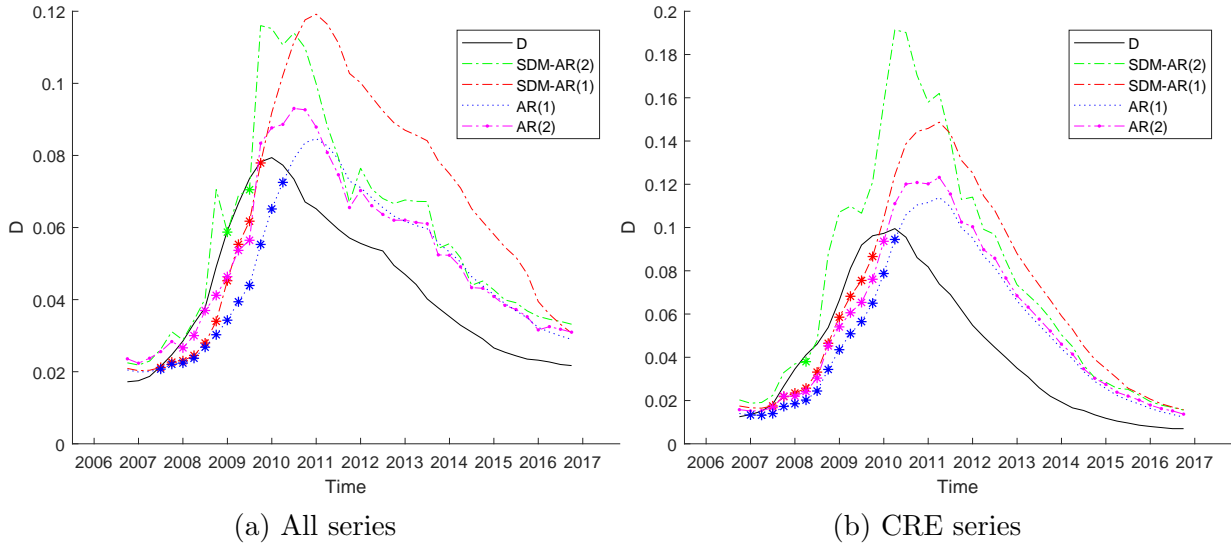 0.12
0.1
0.08
0.06
0.04
0.02
0
D
D
SDM-AR(2)
SDM-AR(1)
AR(1)
AR(2)
2006 2007 2008 2009 2010 2011 2012 2013 2014 2015 2016 2017
Time
(a) All series
0.2
0.18
0.16
0.14
0.12
0.1
0.08
0.06
0.04
0.02
0
D
D
SDM-AR(2)
SDM-AR(1)
AR(1)
AR(2)
2006 2007 2008 2009 2010 2011 2012 2013 2014 2015 2016 2017
Time
(b) CRE series